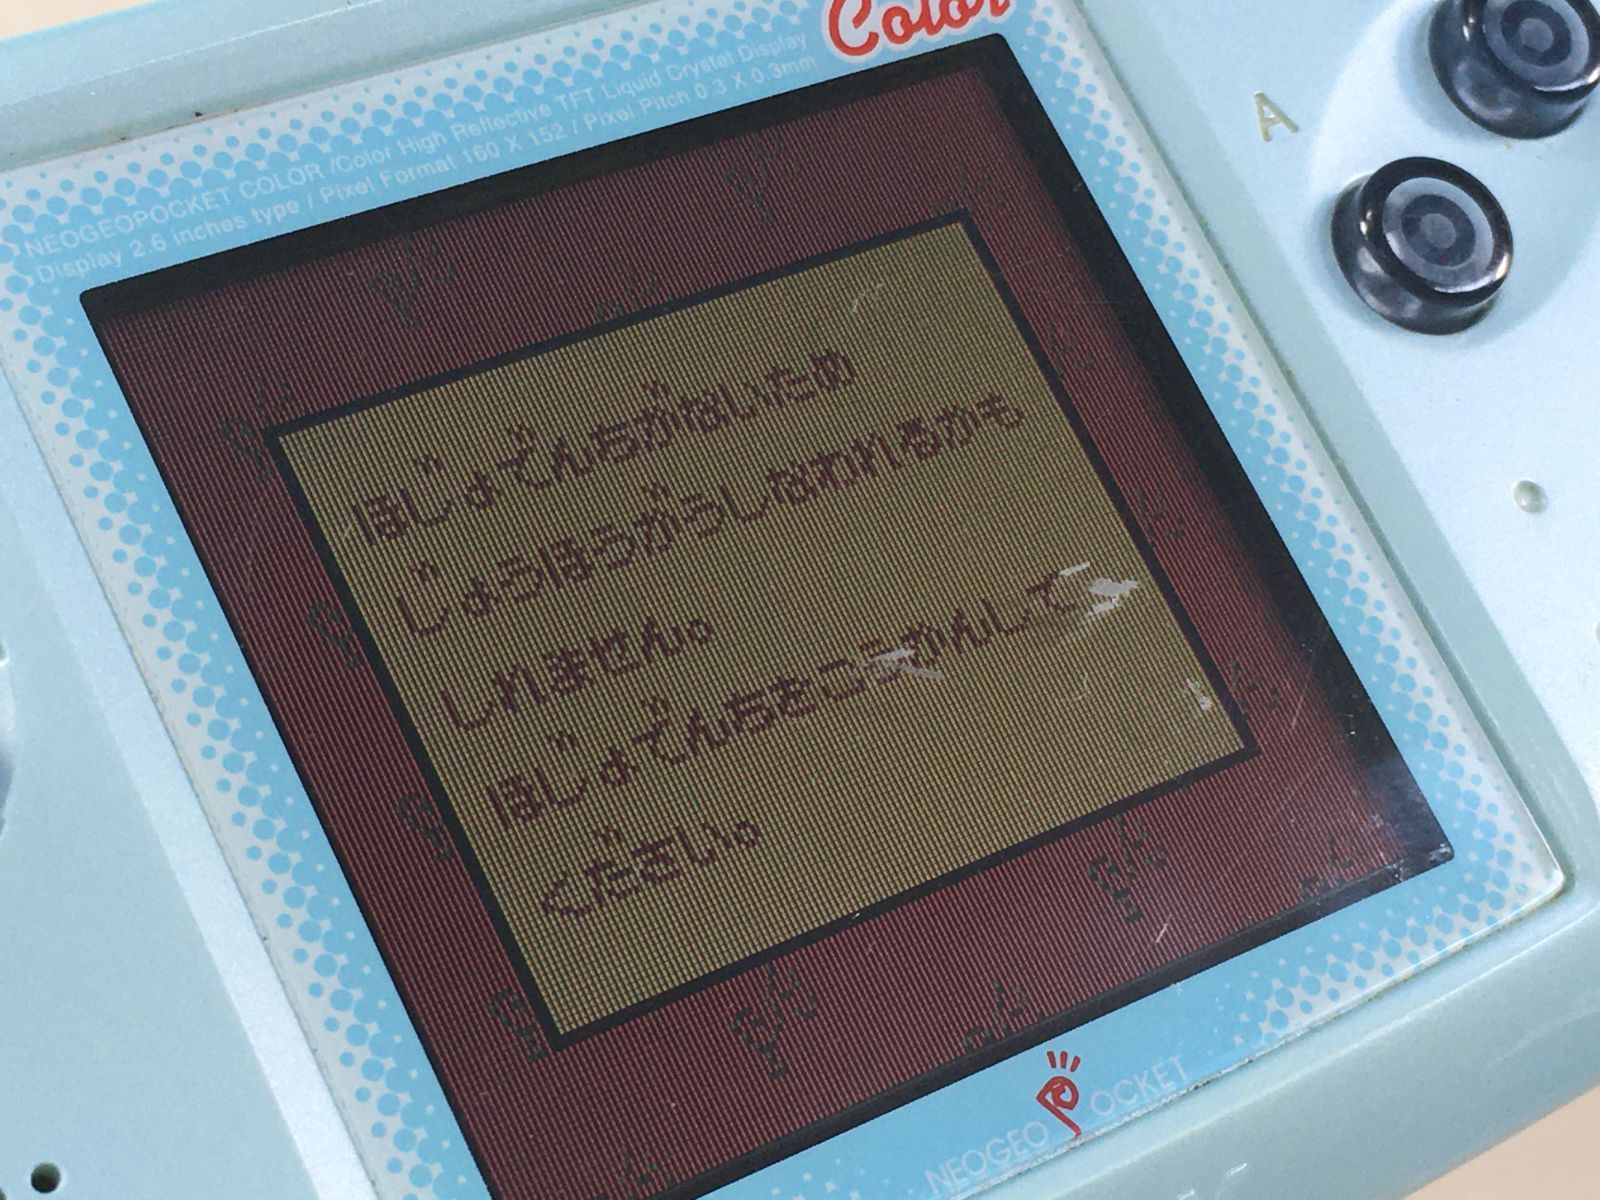 Color
NEOGEOPOCKET COLOR /Color High Reflective TFT Liquid Crystal Display
Display 2.6 inches type / Pixel Format 160 X 152 / Pixel Pitch 0.3 X 0.3mm
A
ほじょでんちがないため
じょうほうがうしなわれるかも
しれません。
ほじょでんちをこうかんして
ください。
NEOGEO POCKET